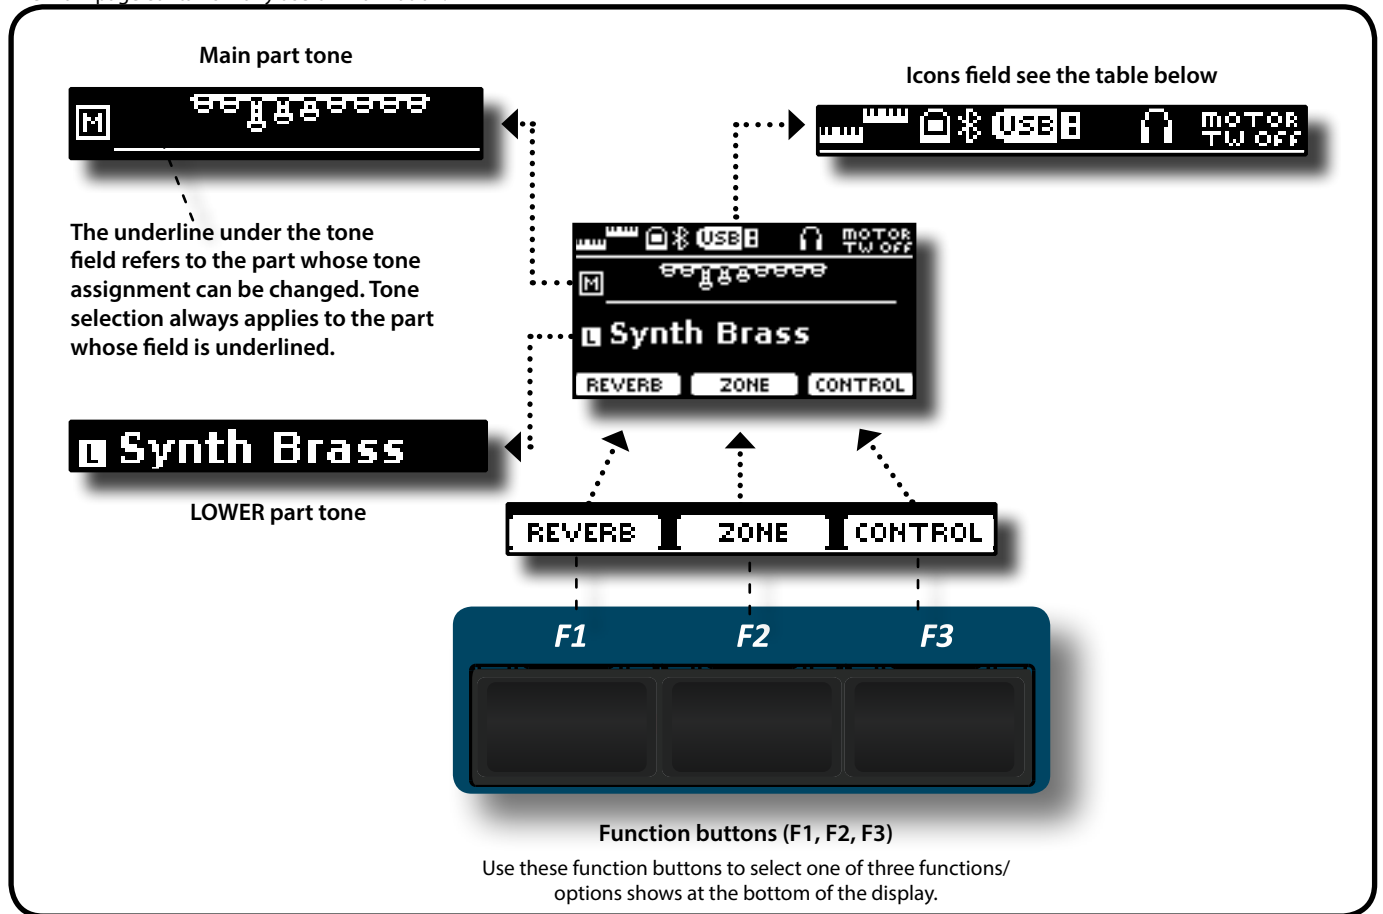 Main part tone
Icons field see the table below
M
USB
MOTOR
TW OFF
The underline under the tone
field refers to the part whose tone
assignment can be changed. Tone
selection always applies to the part
whose field is underlined.
USB
MOTOR
TW OFF
M
L Synth Brass
REVERB ZONE CONTROL
L Synth Brass
LOWER part tone
REVERB ZONE CONTROL
F1 F2 F3
Function buttons (F1, F2, F3)
Use these function buttons to select one of three functions/
options shows at the bottom of the display.